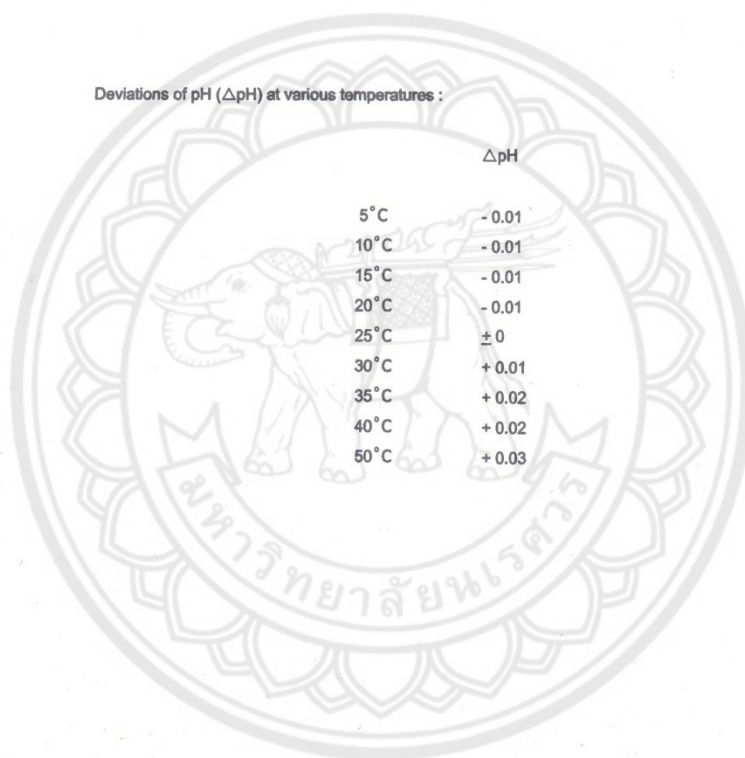 Deviations of pH (△pH) at various temperatures :
△pH
5°C - 0.01
10°C - 0.01
15°C - 0.01
20°C - 0.01
25°C ± 0
30°C + 0.01
35°C + 0.02
40°C + 0.02
50°C + 0.03
มหาวิทยาลัยนเรศวร